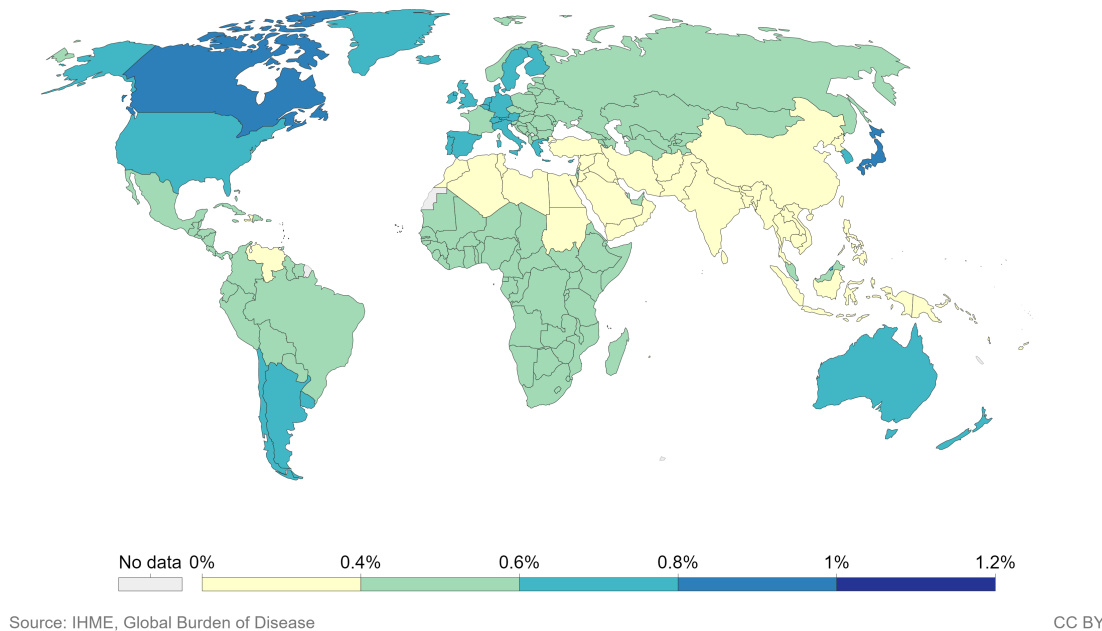 No data 0% 0.4% 0.6% 0.8% 1% 1.2%
Source: IHME, Global Burden of Disease CC BY